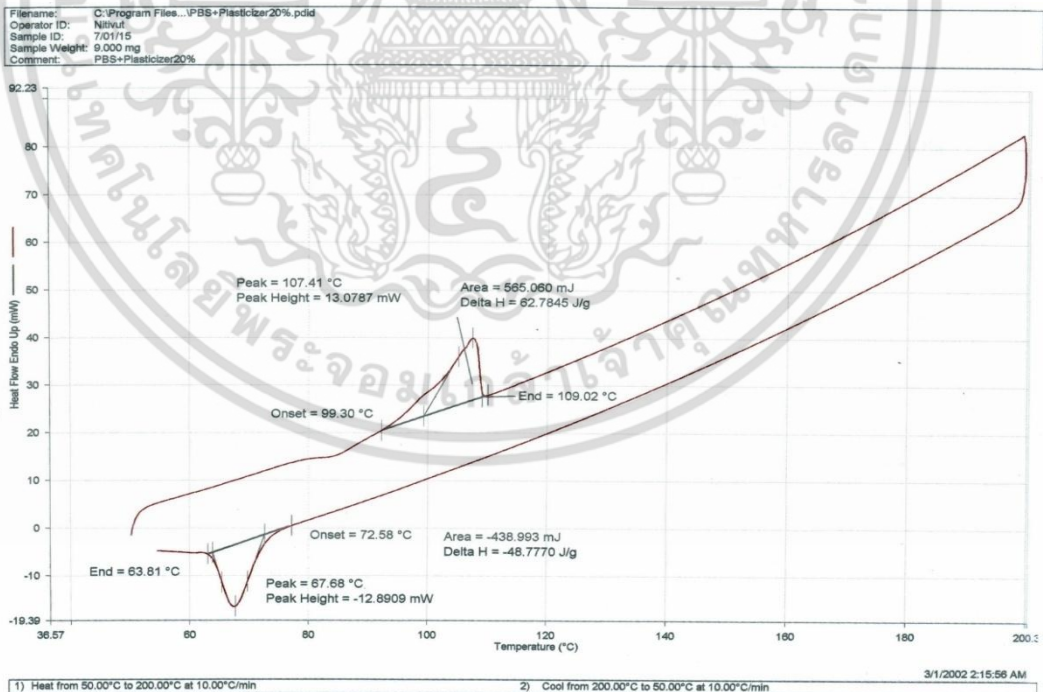 Filename: C:\Program Files...\PBS+Plasticizer20%.pdid
Operator ID: Nitivut
Sample ID: 7/01/15
Sample Weight: 9.000 mg
Comment: PBS+Plasticizer20%
92.23
80
70
60
50
40
30
20
10
0
-10
-19.39
Heat Flow Endo Up (mW)
Peak = 107.41 °C
Peak Height = 13.0787 mW
Area = 565.060 mJ
Delta H = 62.7845 J/g
Onset = 99.30 °C
End = 109.02 °C
Onset = 72.58 °C
Area = -438.993 mJ
Delta H = -48.7770 J/g
End = 63.81 °C
Peak = 67.68 °C
Peak Height = -12.8909 mW
36.57 60 80 100 120 140 160 180 200.3
Temperature (°C)
3/1/2002 2:15:56 AM
1) Heat from 50.00°C to 200.00°C at 10.00°C/min
2) Cool from 200.00°C to 50.00°C at 10.00°C/min